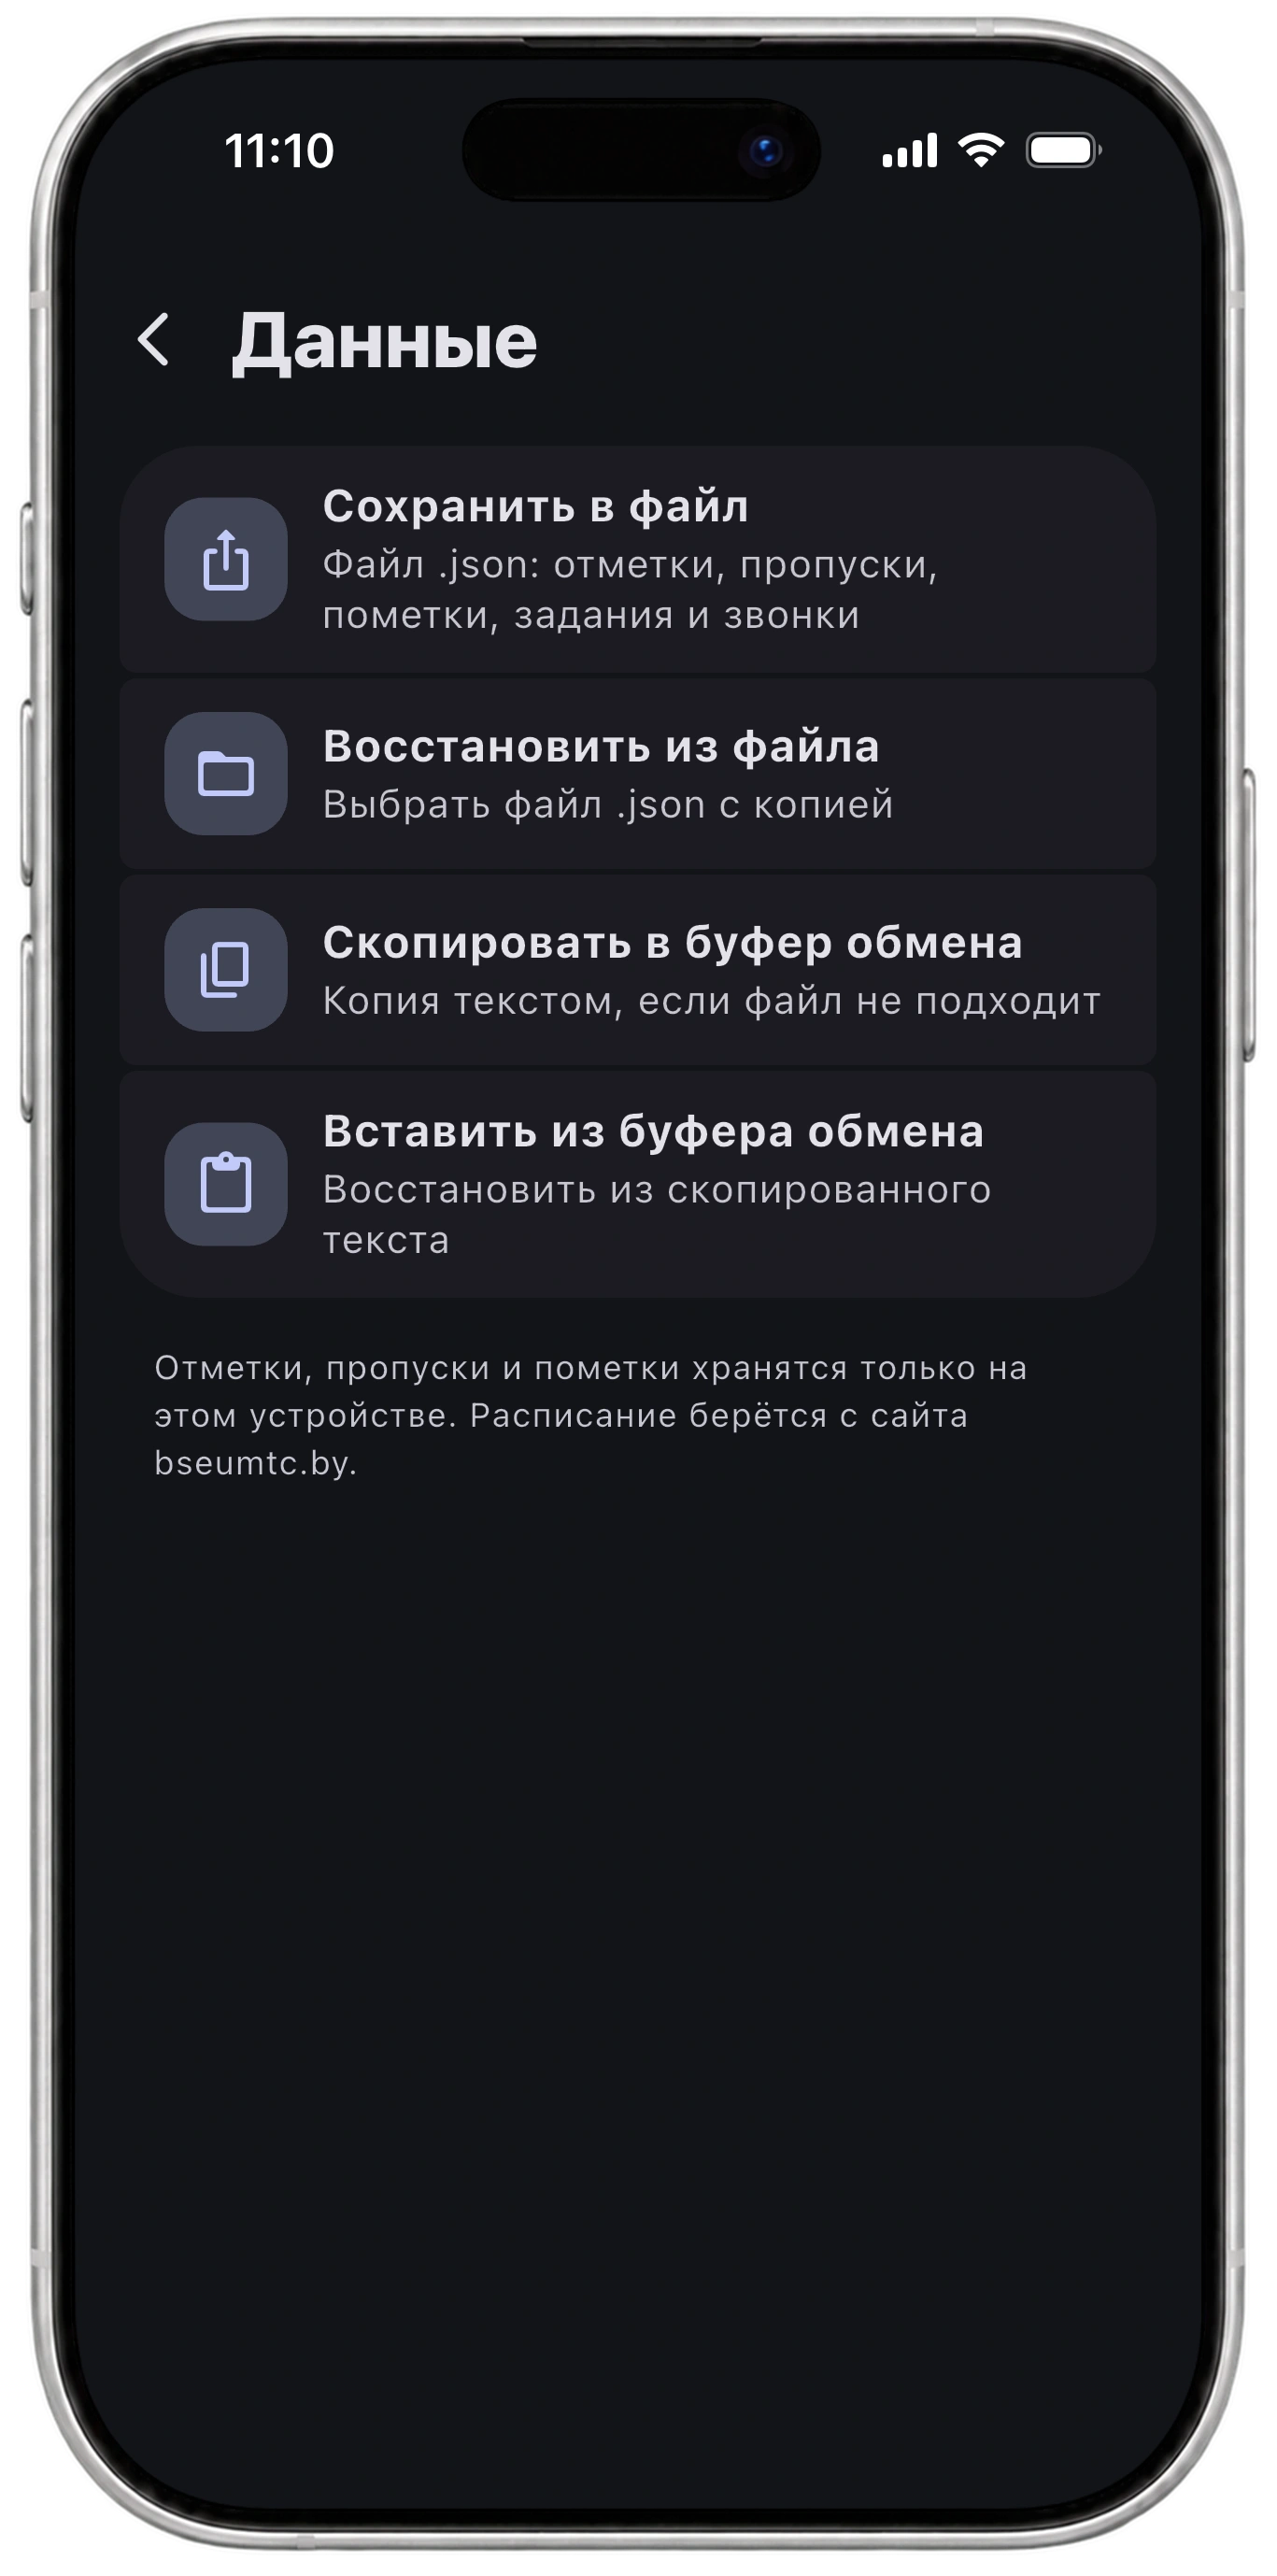 11:10
Данные
Сохранить в файл
Файл .json: отметки, пропуски,
пометки, задания и звонки
Восстановить из файла
Выбрать файл .json с копией
Скопировать в буфер обмена
Копия текстом, если файл не подходит
Вставить из буфера обмена
Восстановить из скопированного
текста
Отметки, пропуски и пометки хранятся только на
этом устройстве. Расписание берётся с сайта
bseumtc.by.